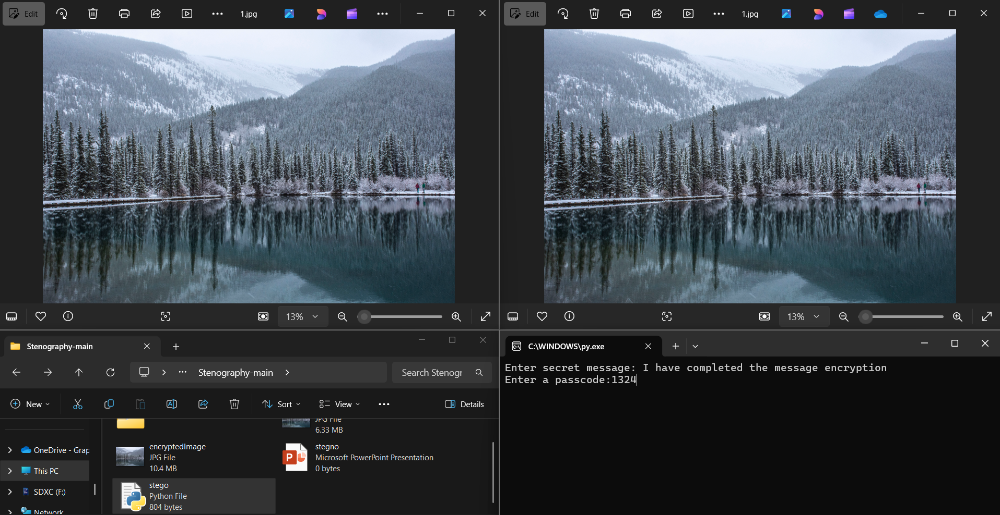 Edit
1.jpg
13%
Edit
1.jpg
13%
Stenography-main
Stenography-main
Search Stenogr
New
Sort
View
Details
OneDrive - Grap
This PC
SDXC (F:)
Network
JPG File
6.33 MB
encryptedImage
JPG File
10.4 MB
stegno
Microsoft PowerPoint Presentation
0 bytes
stego
Python File
804 bytes
C:\WINDOWS\py.exe
Enter secret message: I have completed the message encryption
Enter a passcode:1324